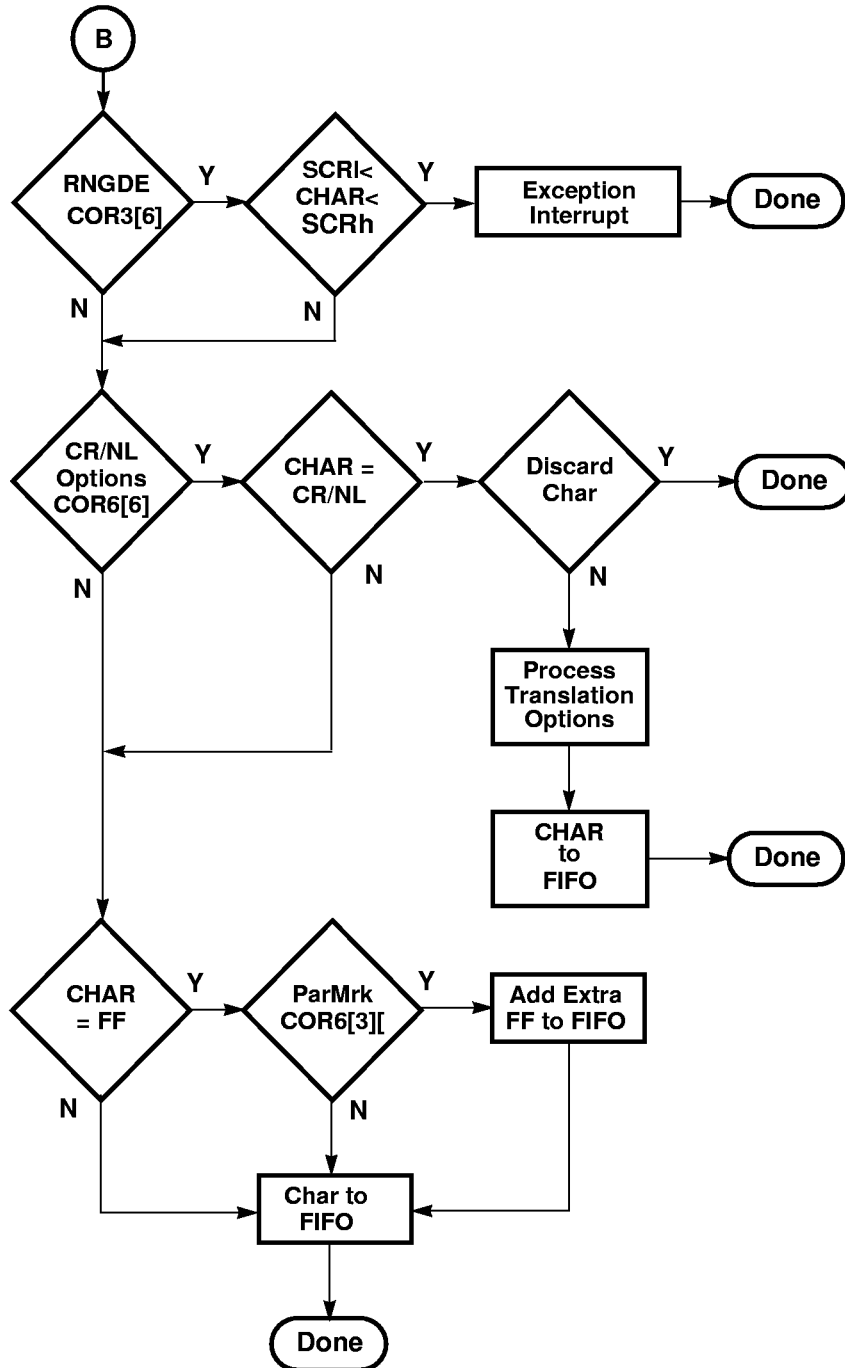 B
RNGDE
COR3[6]
Y
SCRl<
CHAR<
SCRh
Y
Exception
Interrupt
Done
N
N
CR/NL
Options
COR6[6]
Y
CHAR =
CR/NL
Y
Discard
Char
Y
Done
N
N
N
Process
Translation
Options
CHAR
to
FIFO
Done
CHAR
= FF
Y
ParMrk
COR6[3][
Y
Add Extra
FF to FIFO
N
N
Char to
FIFO
Done